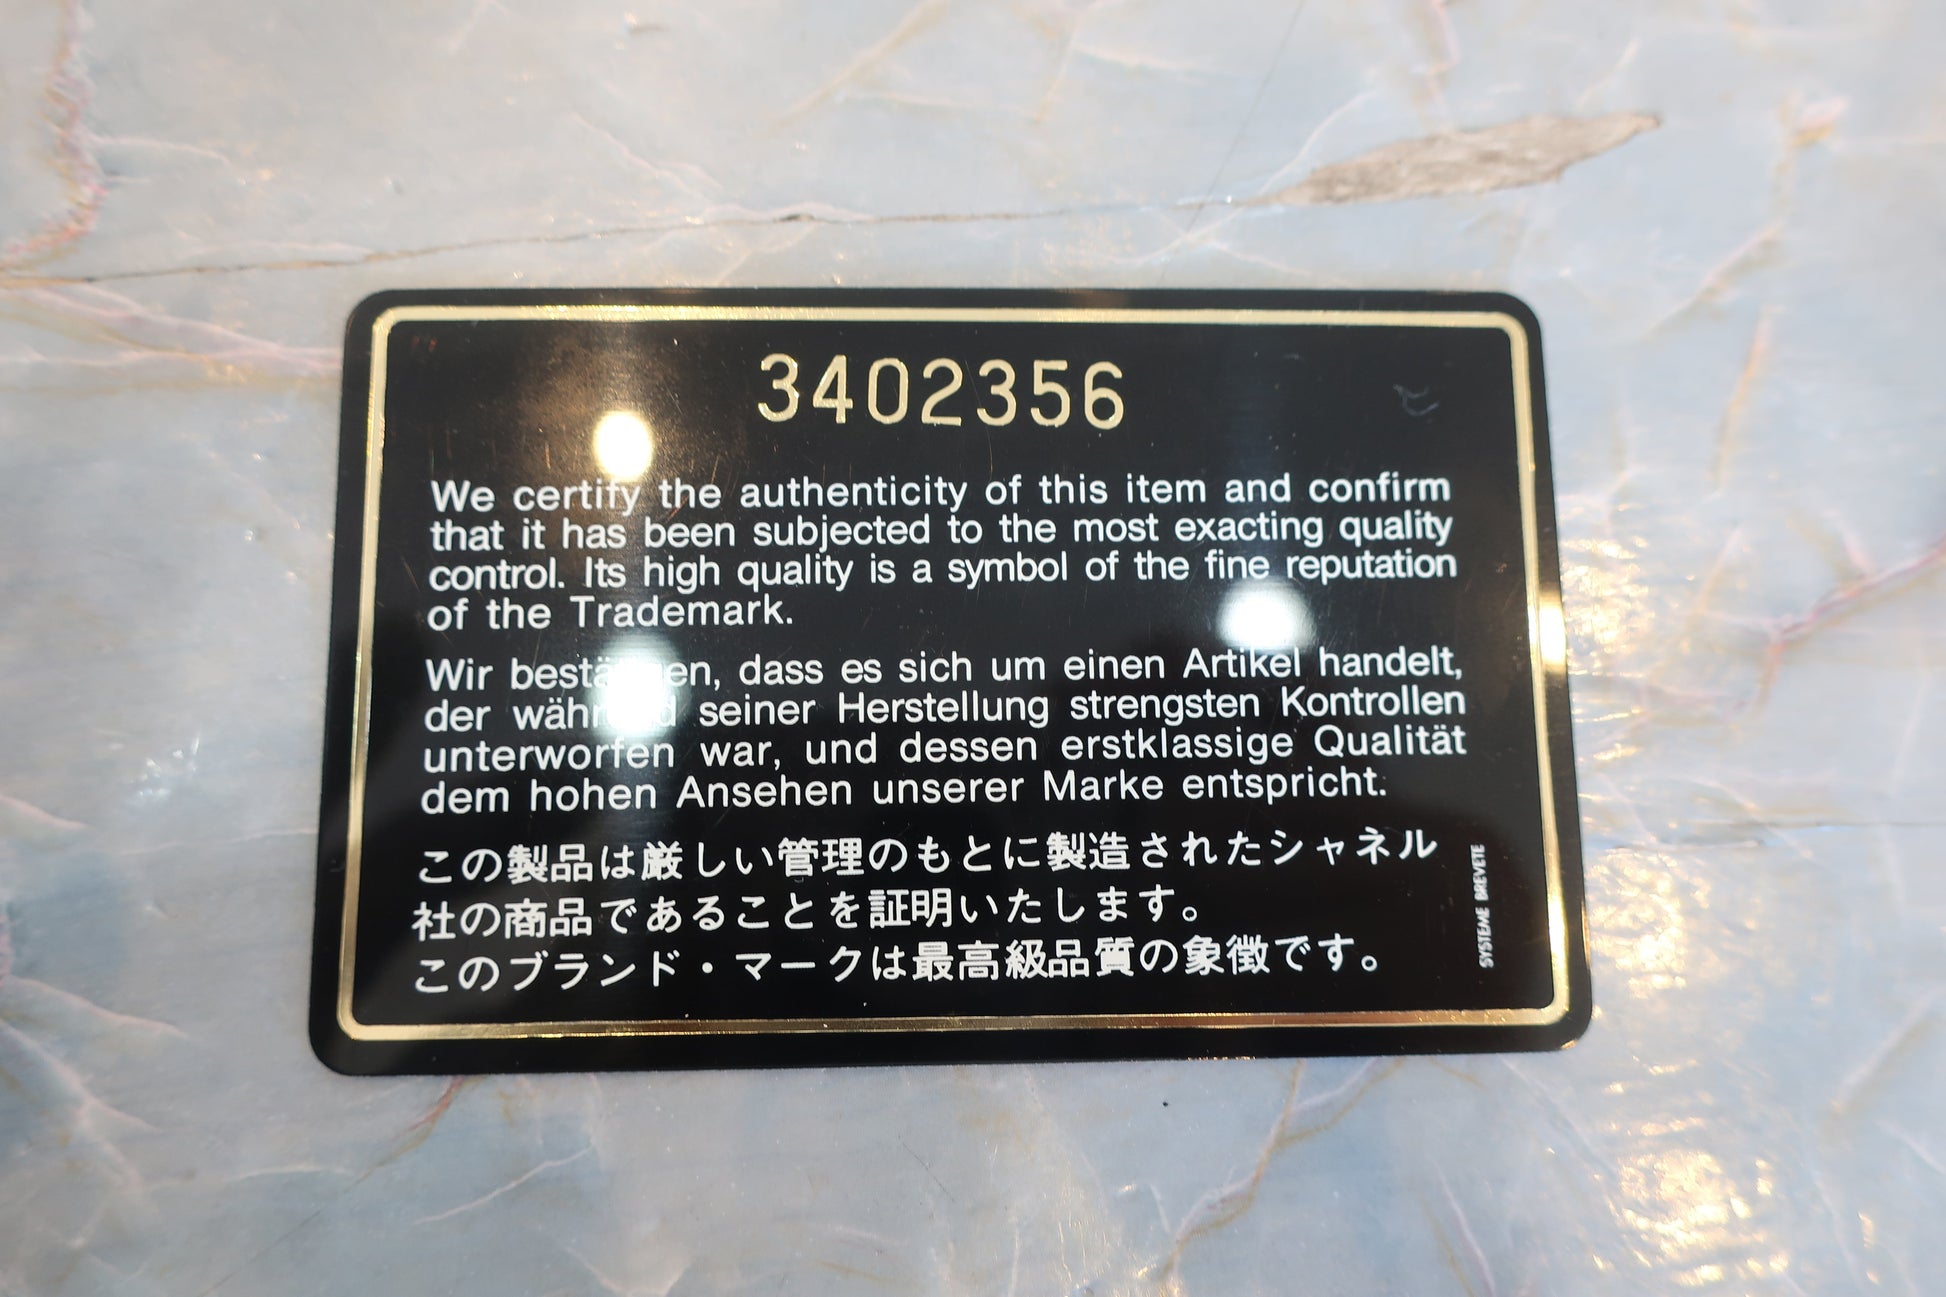 3402356
We certify the authenticity of this item and confirm
that it has been subjected to the most exacting quality
control. Its high quality is a symbol of the fine reputation
of the Trademark.
Wir bestätigen, dass es sich um einen Artikel handelt,
der während seiner Herstellung strengsten Kontrollen
unterworfen war, und dessen erstklassige Qualität
dem hohen Ansehen unserer Marke entspricht.
この製品は厳しい管理のもとに製造されたシャネル
社の商品であることを証明いたします。
このブランド・マークは最高級品質の象徴です。
SYSTEME BREVETE